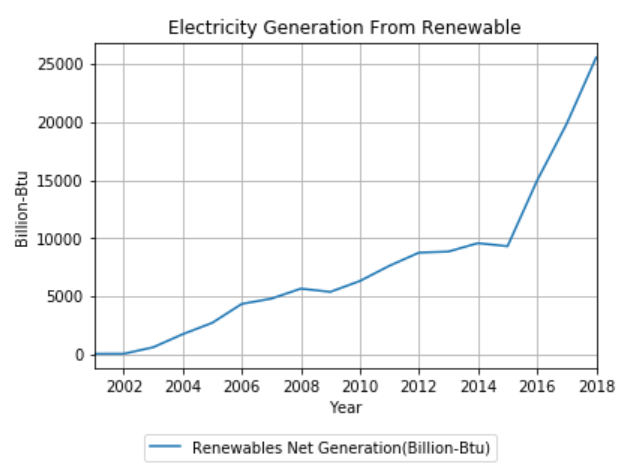 Electricity Generation From Renewable
Billion-Btu
25000
20000
15000
10000
5000
0
2002 2004 2006 2008 2010 2012 2014 2016 2018
Year
Renewables Net Generation(Billion-Btu)